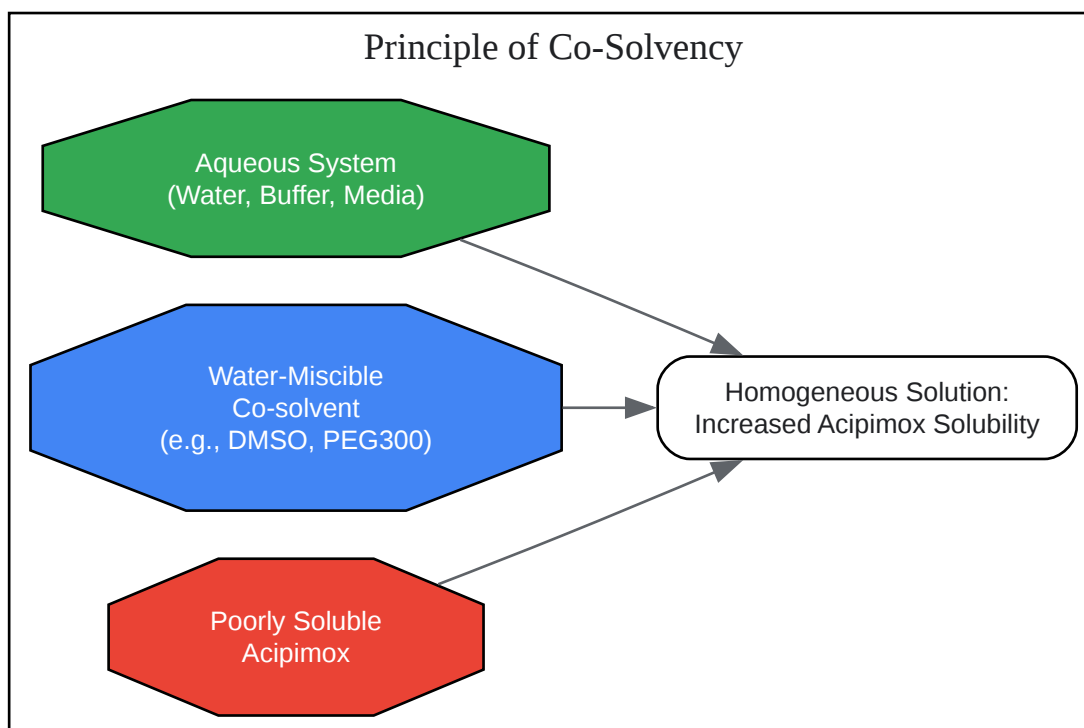 Principle of Co-Solvency
Aqueous System
(Water, Buffer, Media)
Water-Miscible
Co-solvent
(e.g., DMSO, PEG300)
Homogeneous Solution:
Increased Acipimox Solubility
Poorly Soluble
Acipimox